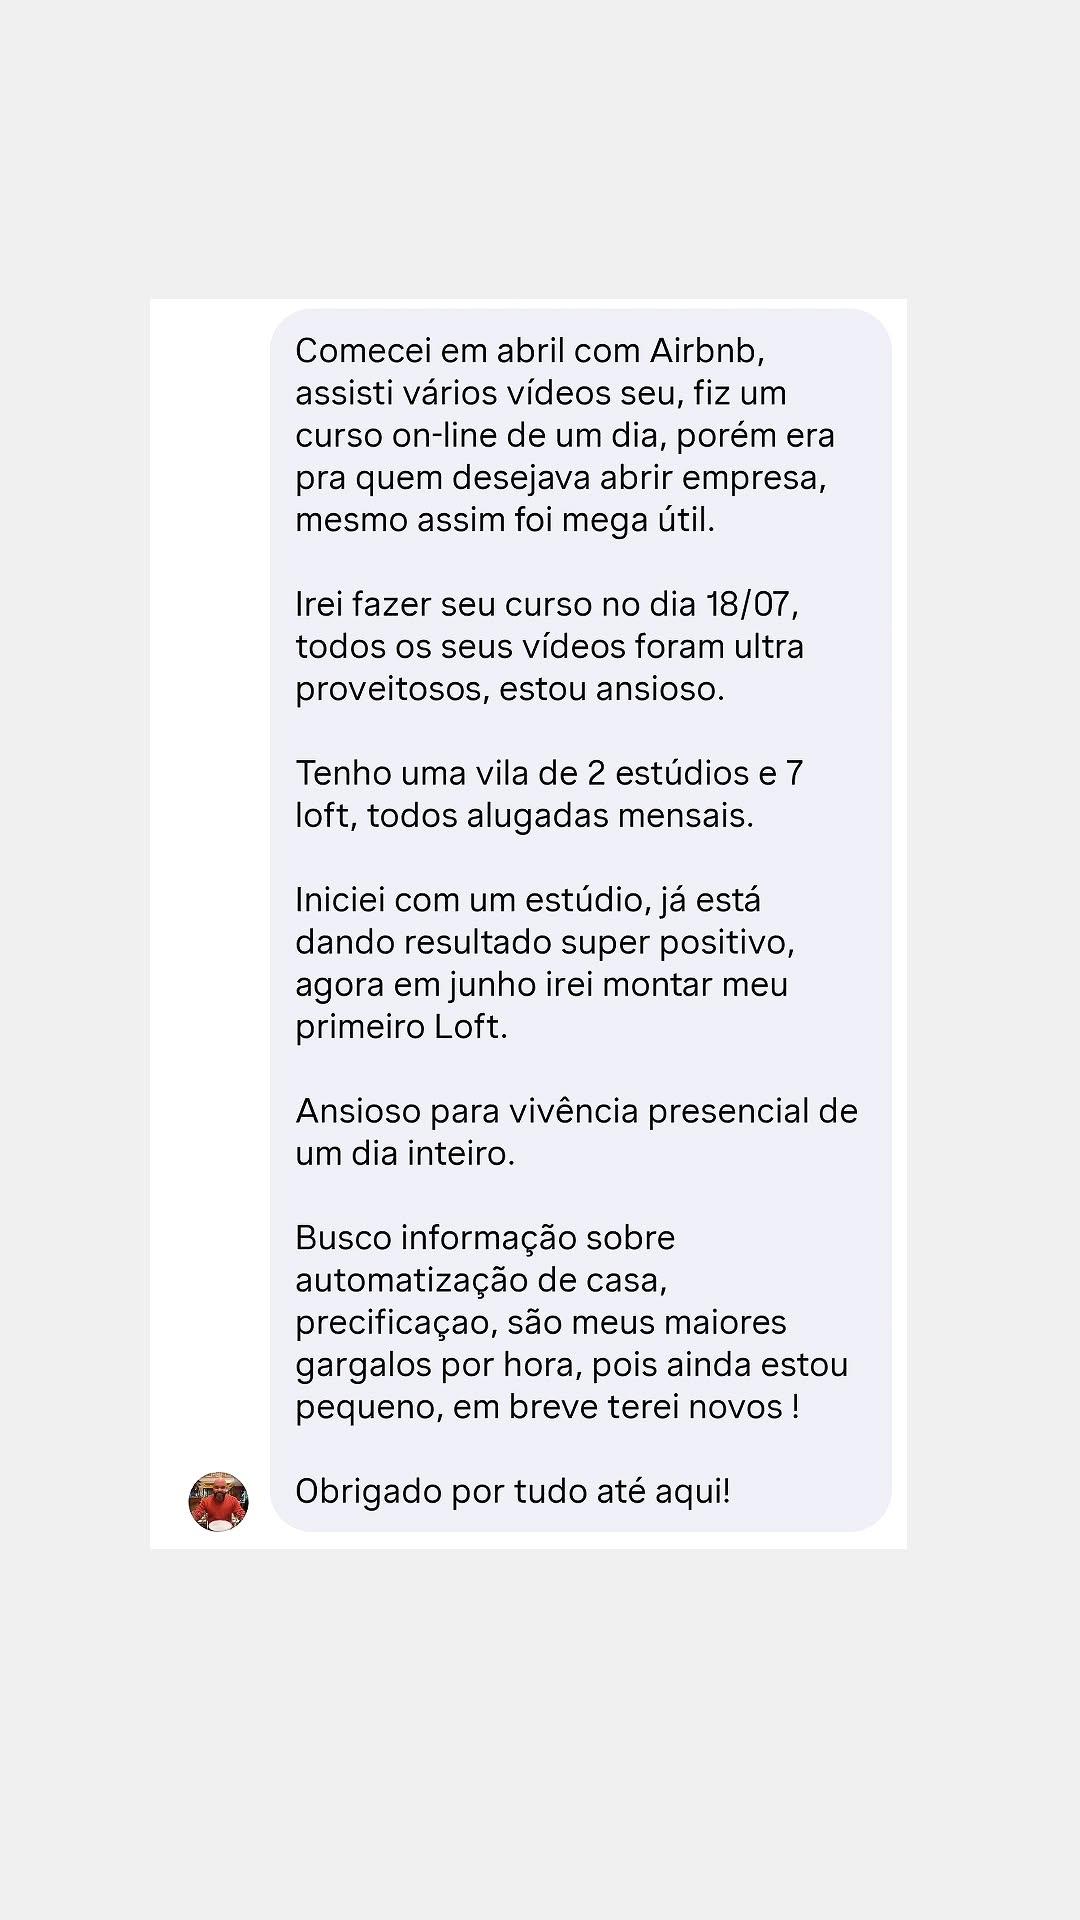 Comecei em abril com Airbnb,
assisti vários vídeos seu, fiz um
curso on-line de um dia, porém era
pra quem desejava abrir empresa,
mesmo assim foi mega útil.
Irei fazer seu curso no dia 18/07,
todos os seus vídeos foram ultra
proveitosos, estou ansioso.
Tenho uma vila de 2 estúdios e 7
loft, todos alugadas mensais.
Iniciei com um estúdio, já está
dando resultado super positivo,
agora em junho irei montar meu
primeiro Loft.
Ansioso para vivência presencial de
um dia inteiro.
Busco informação sobre
automatização de casa,
precificaçao, são meus maiores
gargalos por hora, pois ainda estou
pequeno, em breve terei novos !
Obrigado por tudo até aqui!